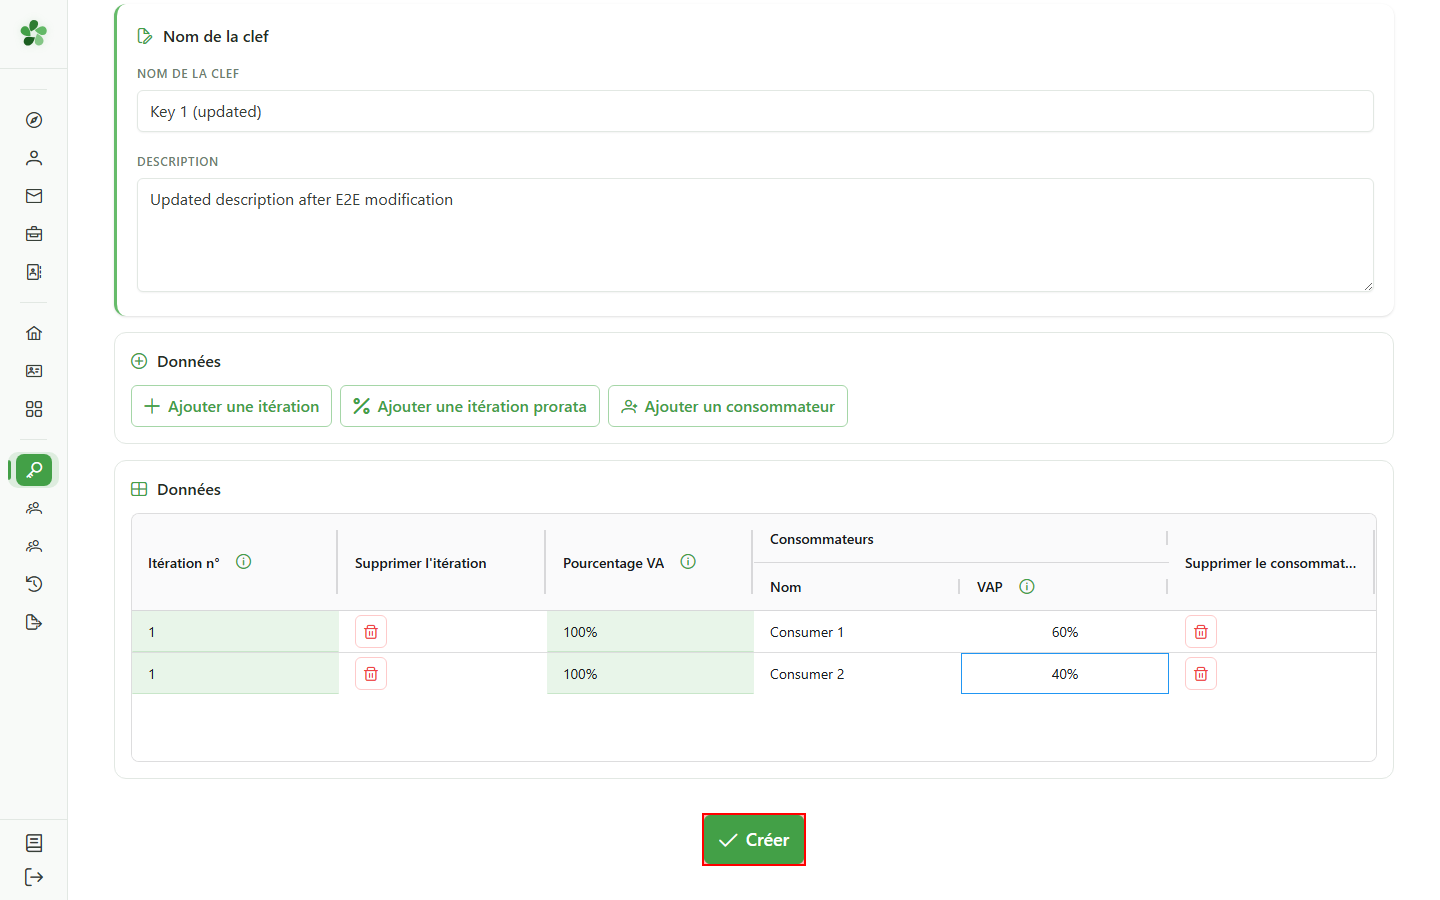 Nom de la clef
NOM DE LA CLEF
Key 1 (updated)
DESCRIPTION
Updated description after E2E modification
Données
Ajouter une itération
Ajouter une itération prorata
Ajouter un consommateur
Données
Itération n°
Supprimer l'itération
Pourcentage VA
Consommateurs
Nom
VAP
Supprimer le consommat...
1
100%
Consumer 1
60%
1
100%
Consumer 2
40%
Créer